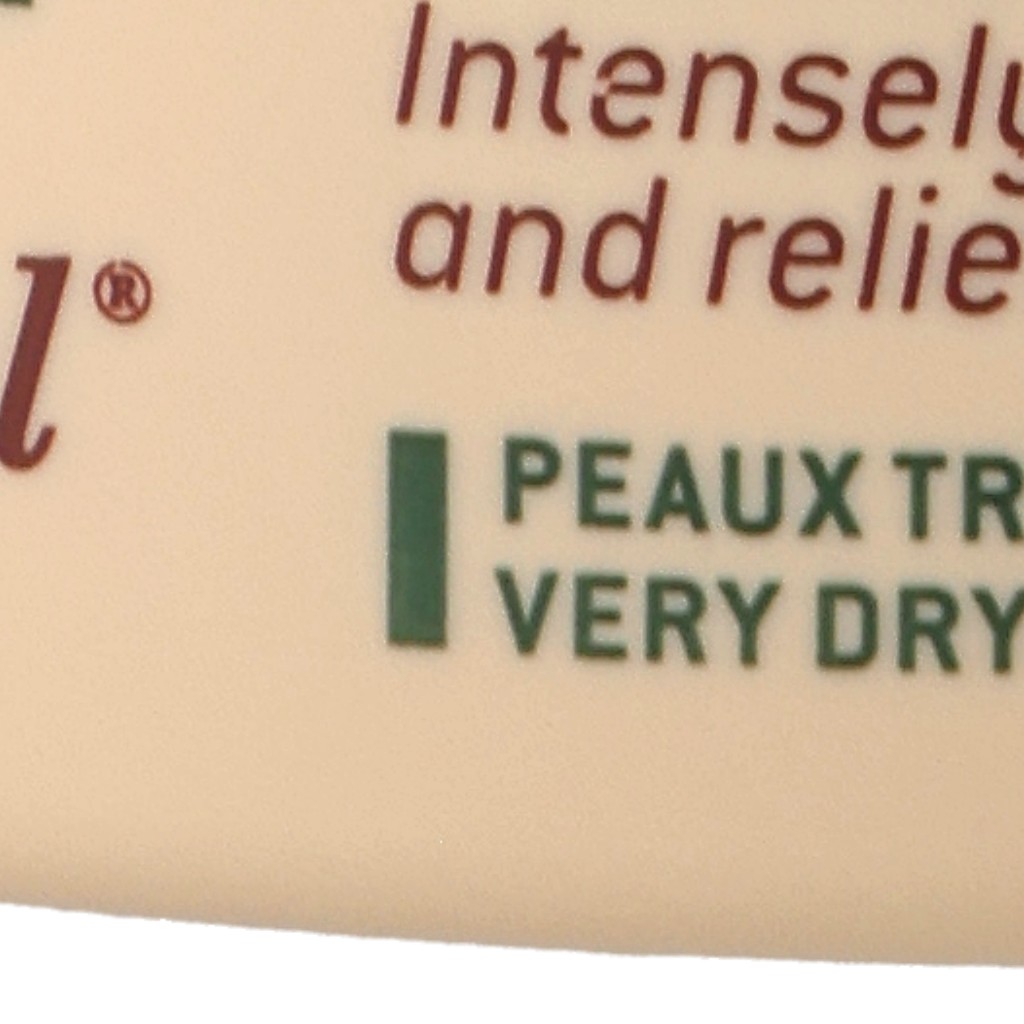 Intensely
and relie
l®
PEAUX TR
VERY DRY